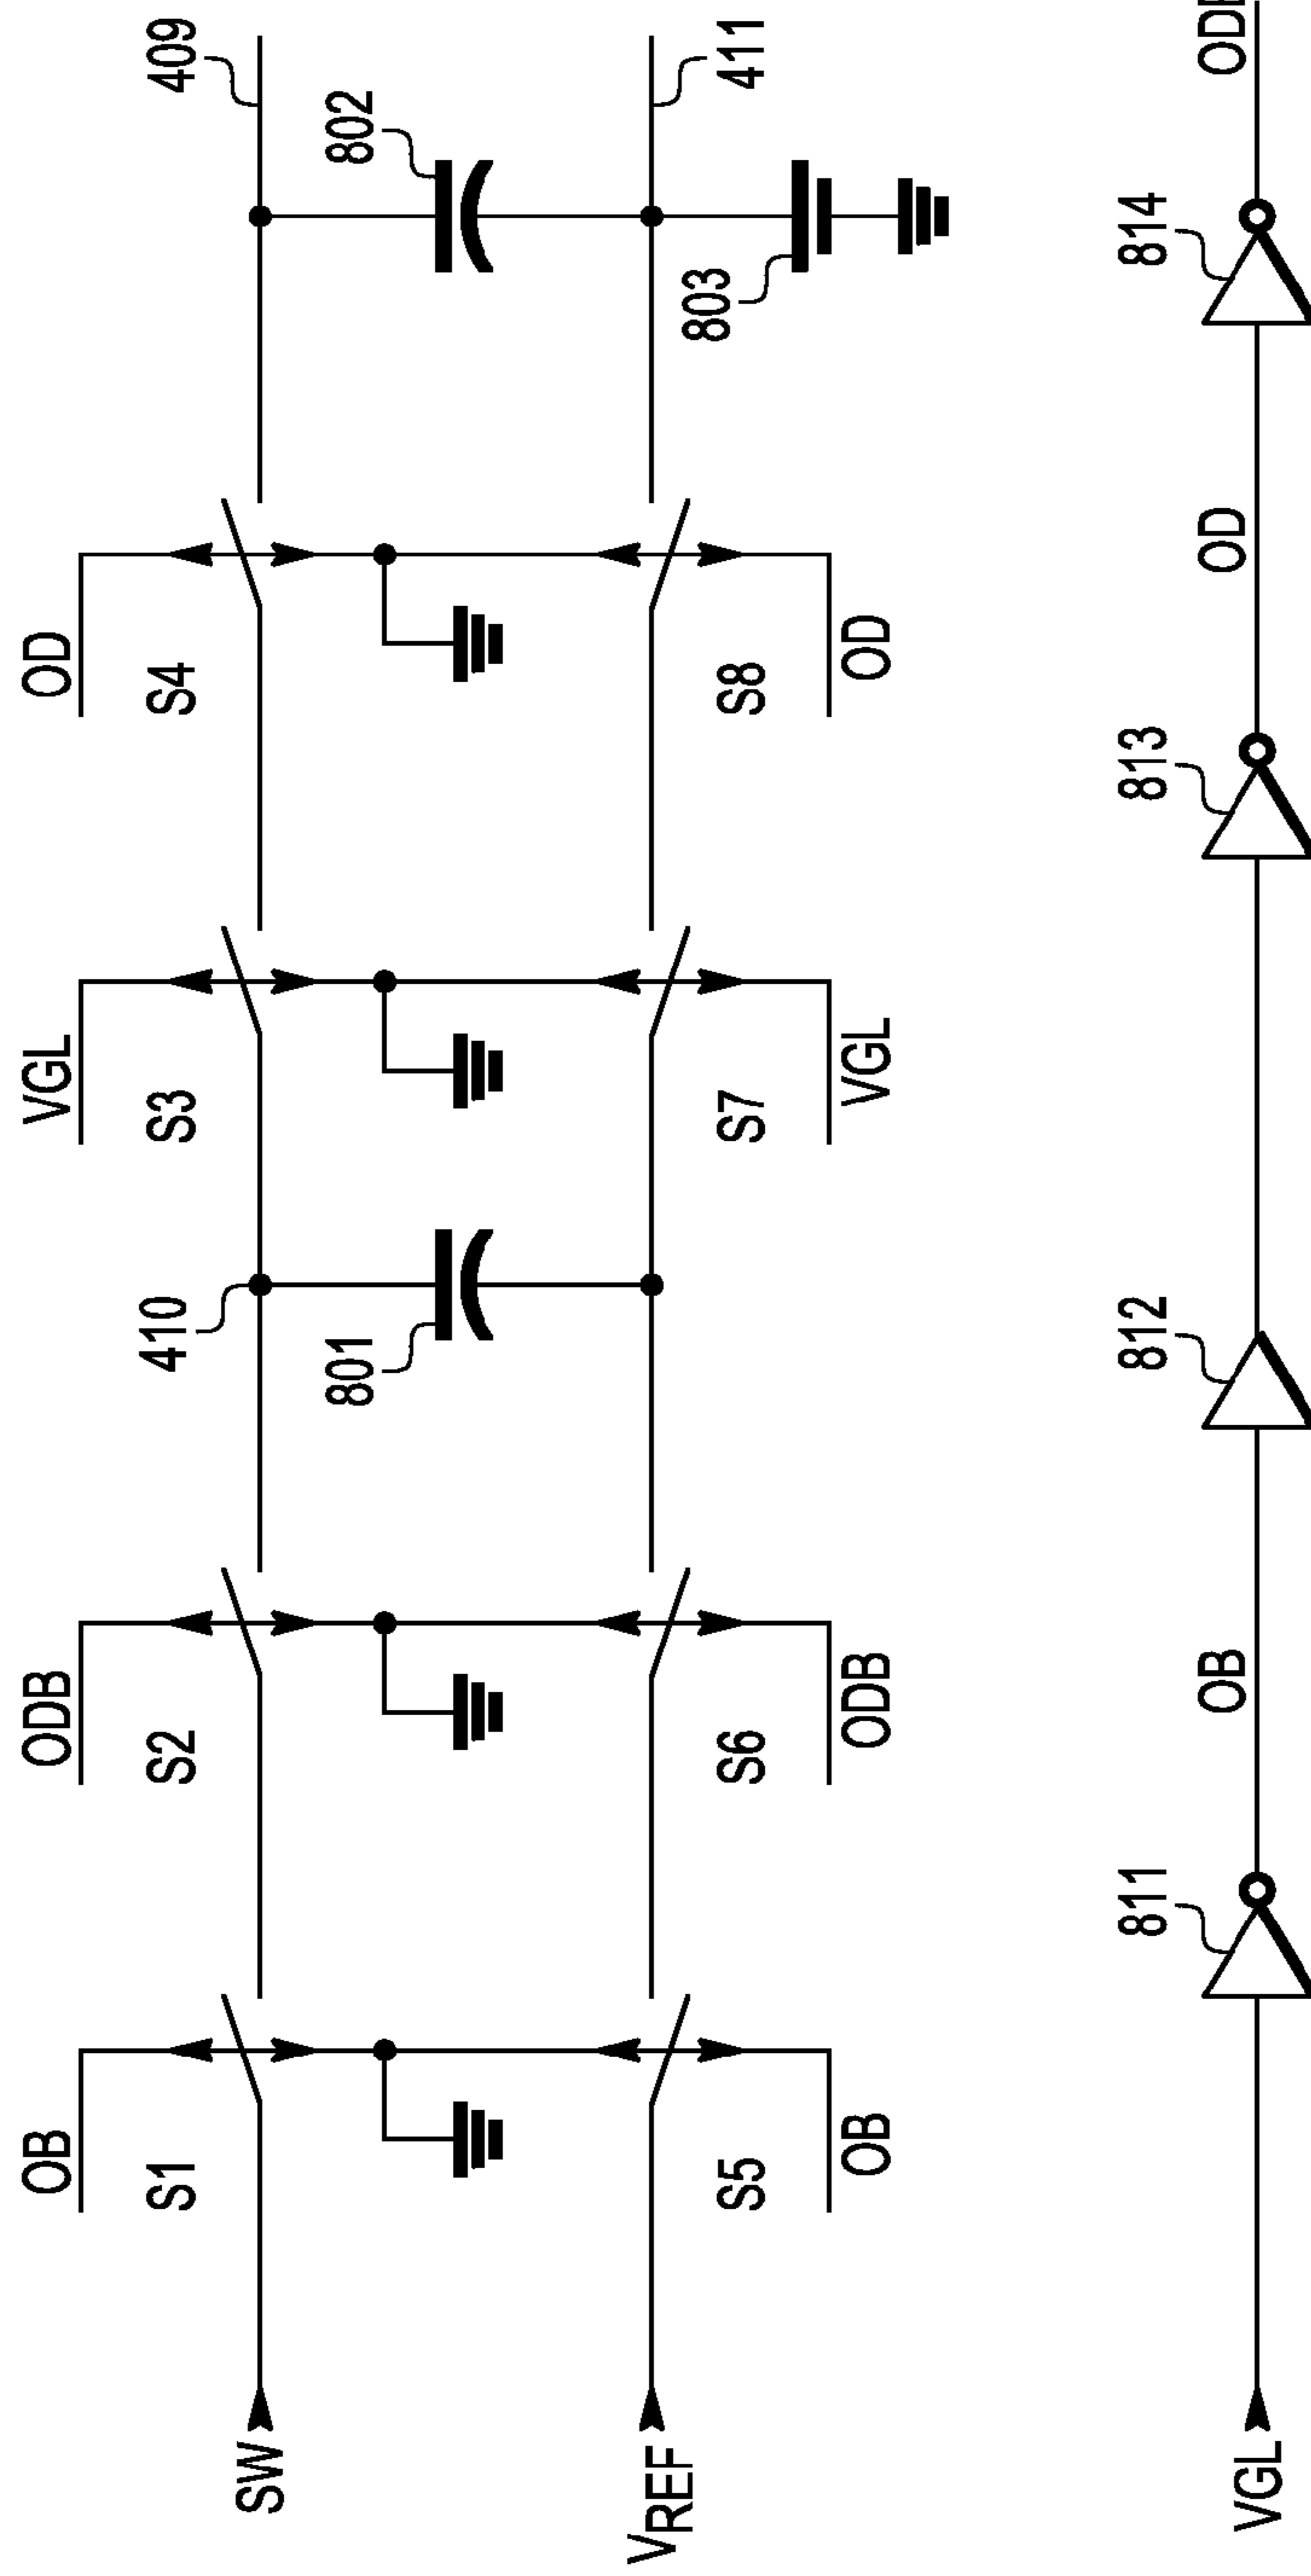 OB
ODB
VGL
OD
S1
S2
410
S3
S4
409
SW
801
802
VREF
803
S5
S6
S7
S8
411
OB
ODB
VGL
OD
811
812
813
814
OB
OD
VGL